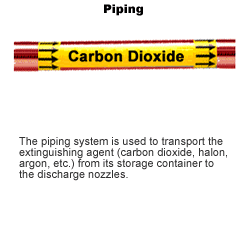 Piping
Carbon Dioxide
The piping system is used to transport the
extinguishing agent (carbon dioxide, halon,
argon, etc.) from its storage container to
the discharge nozzles.